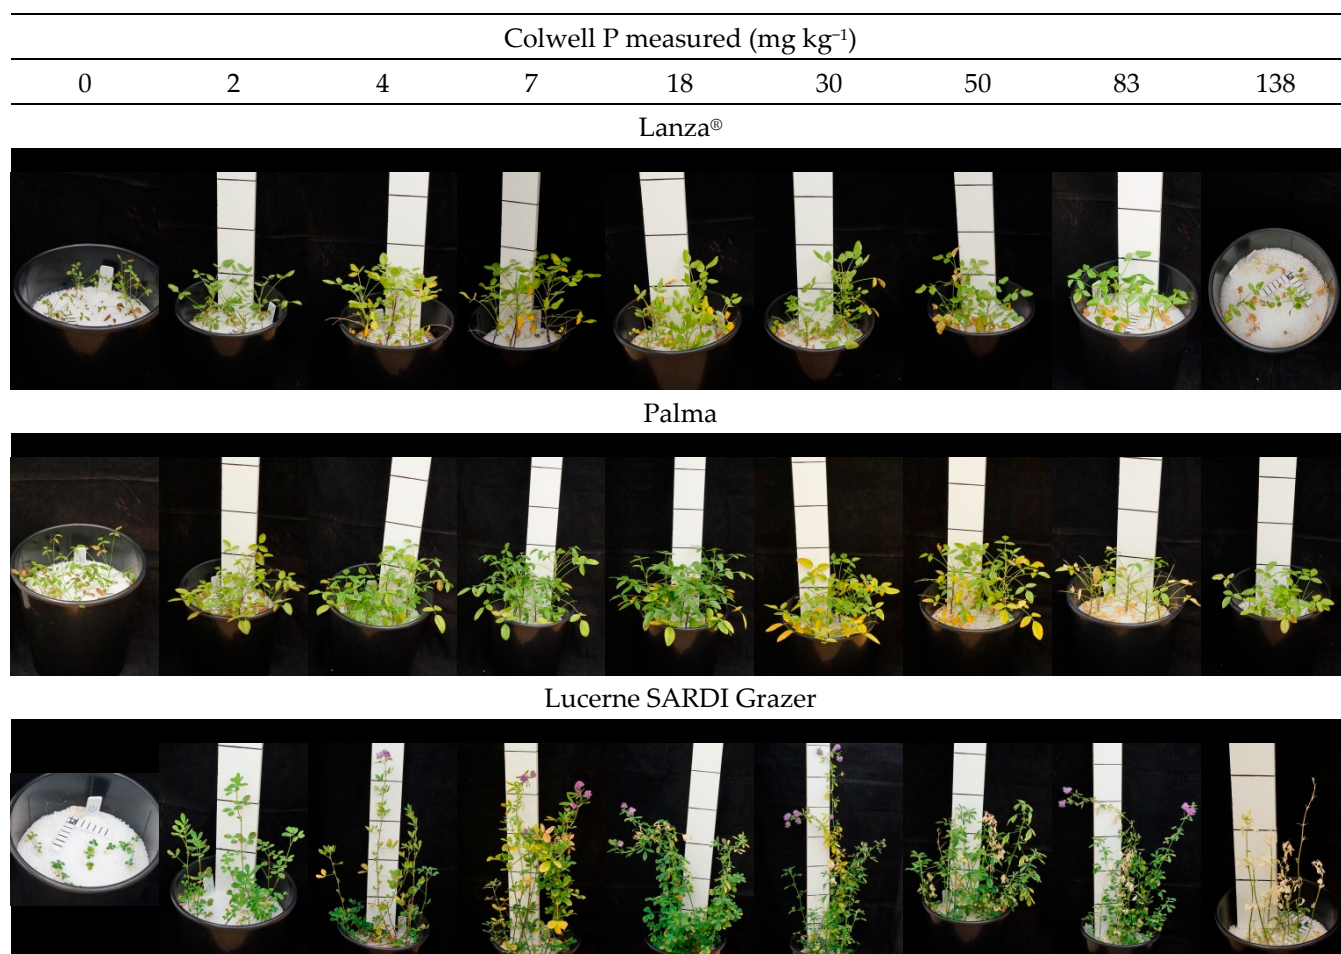 Colwell P measured (mg kg⁻¹)
0 2 4 7 18 30 50 83 138
Lanza®
Palma
Lucerne SARDI Grazer